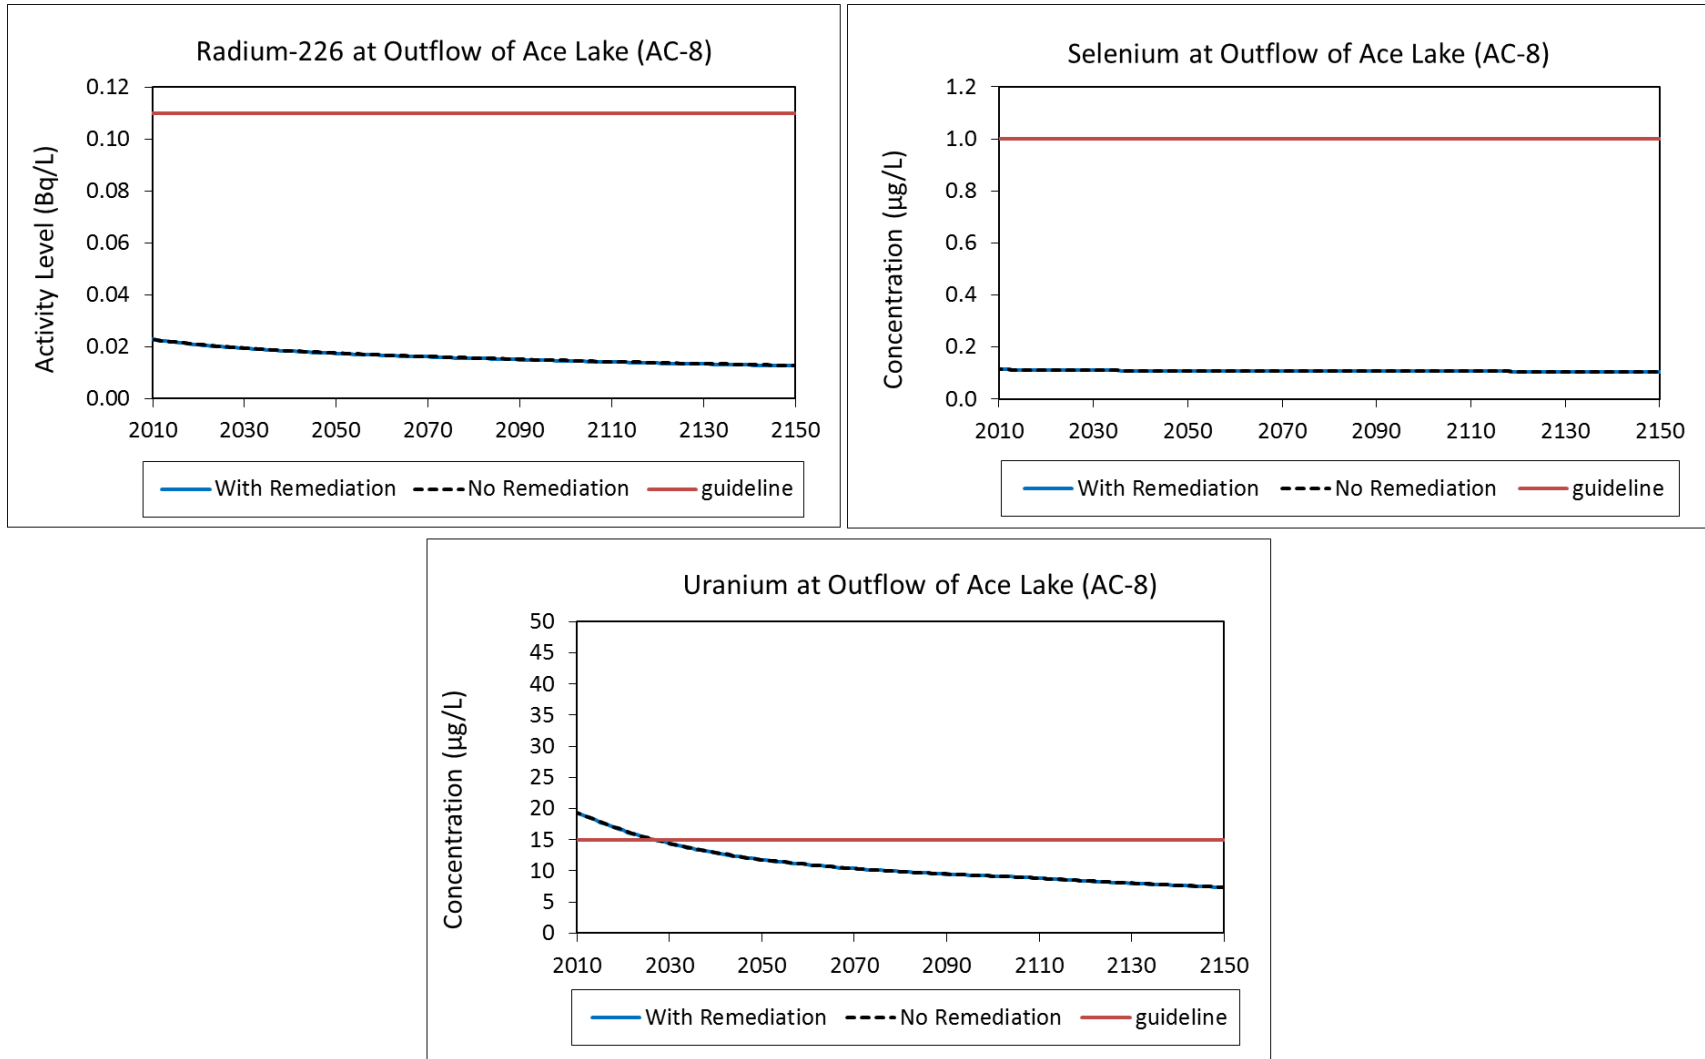 Radium-226 at Outflow of Ace Lake (AC-8)
0.12
0.10
0.08
0.06
0.04
0.02
0.00
Activity Level (Bq/L)
2010 2030 2050 2070 2090 2110 2130 2150
With Remediation No Remediation guideline
Selenium at Outflow of Ace Lake (AC-8)
1.2
1.0
0.8
0.6
0.4
0.2
0.0
Concentration (µg/L)
2010 2030 2050 2070 2090 2110 2130 2150
With Remediation No Remediation guideline
Uranium at Outflow of Ace Lake (AC-8)
50
45
40
35
30
25
20
15
10
5
0
Concentration (µg/L)
2010 2030 2050 2070 2090 2110 2130 2150
With Remediation No Remediation guideline